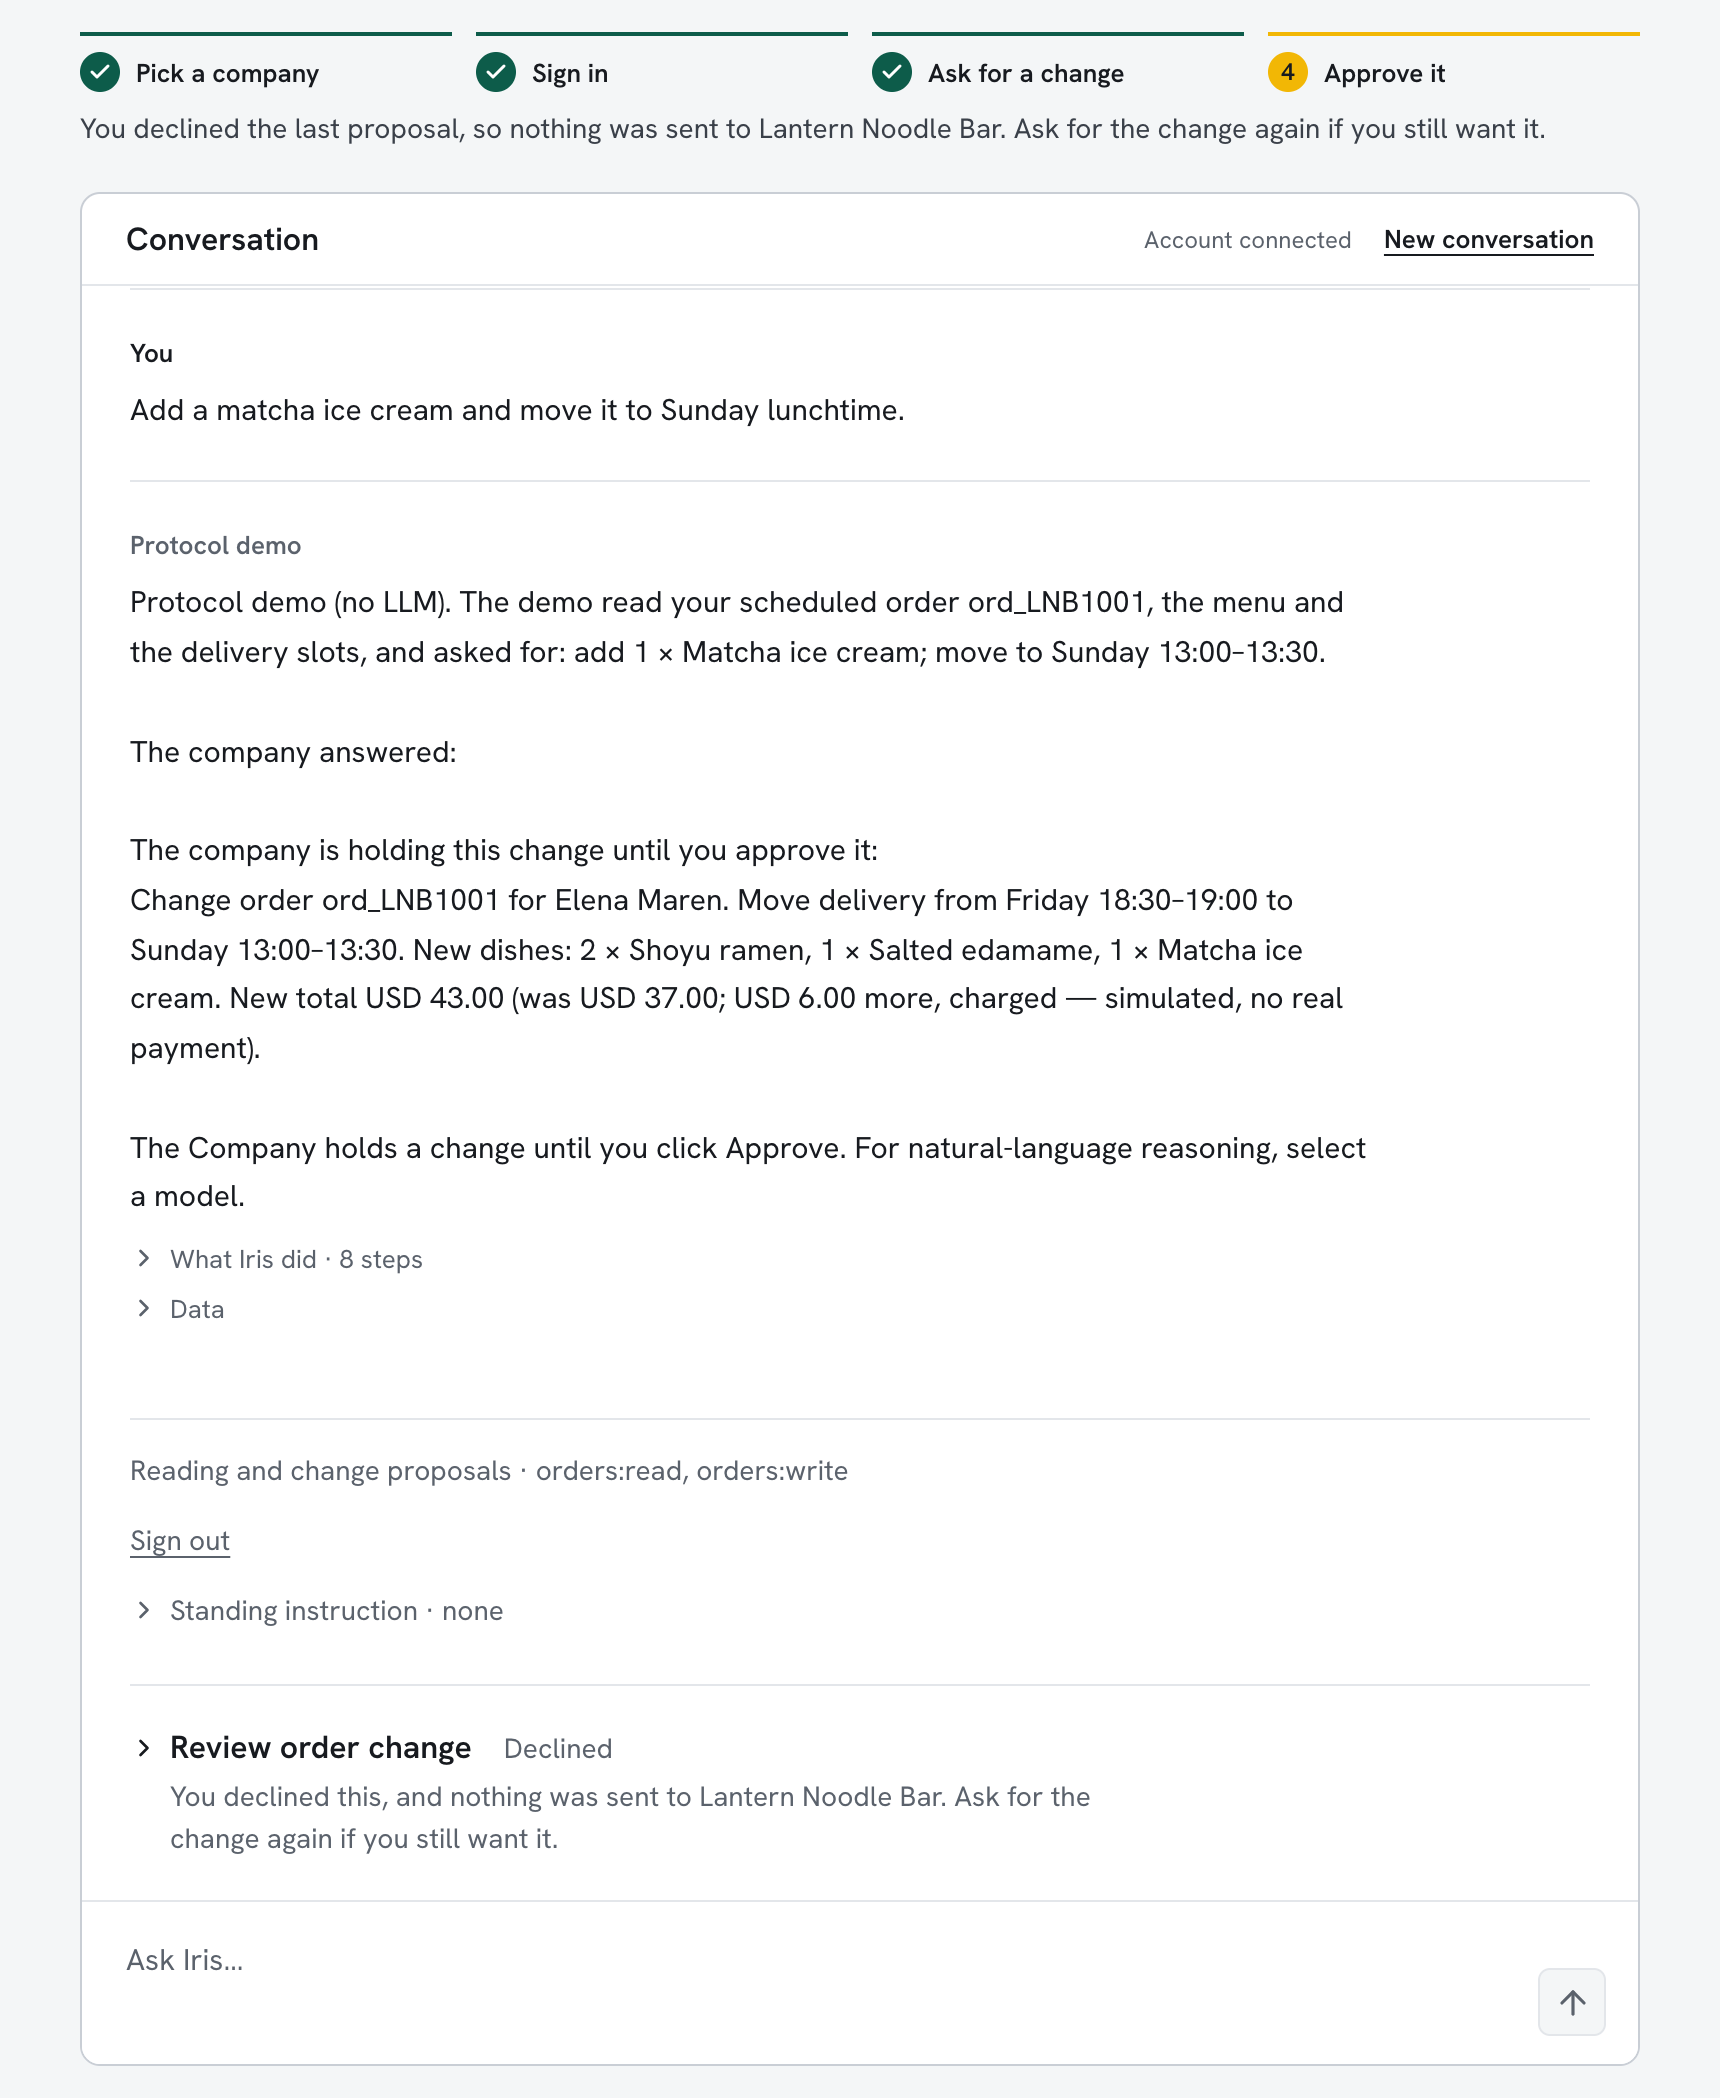 Pick a company
Sign in
Ask for a change
4 Approve it
You declined the last proposal, so nothing was sent to Lantern Noodle Bar. Ask for the change again if you still want it.
Conversation
Account connected
New conversation
You
Add a matcha ice cream and move it to Sunday lunchtime.
Protocol demo
Protocol demo (no LLM). The demo read your scheduled order ord_LNB1001, the menu and
the delivery slots, and asked for: add 1 × Matcha ice cream; move to Sunday 13:00–13:30.
The company answered:
The company is holding this change until you approve it:
Change order ord_LNB1001 for Elena Maren. Move delivery from Friday 18:30–19:00 to
Sunday 13:00–13:30. New dishes: 2 × Shoyu ramen, 1 × Salted edamame, 1 × Matcha ice
cream. New total USD 43.00 (was USD 37.00; USD 6.00 more, charged — simulated, no real
payment).
The Company holds a change until you click Approve. For natural-language reasoning, select
a model.
What Iris did · 8 steps
Data
Reading and change proposals · orders:read, orders:write
Sign out
Standing instruction · none
Review order change Declined
You declined this, and nothing was sent to Lantern Noodle Bar. Ask for the
change again if you still want it.
Ask Iris...